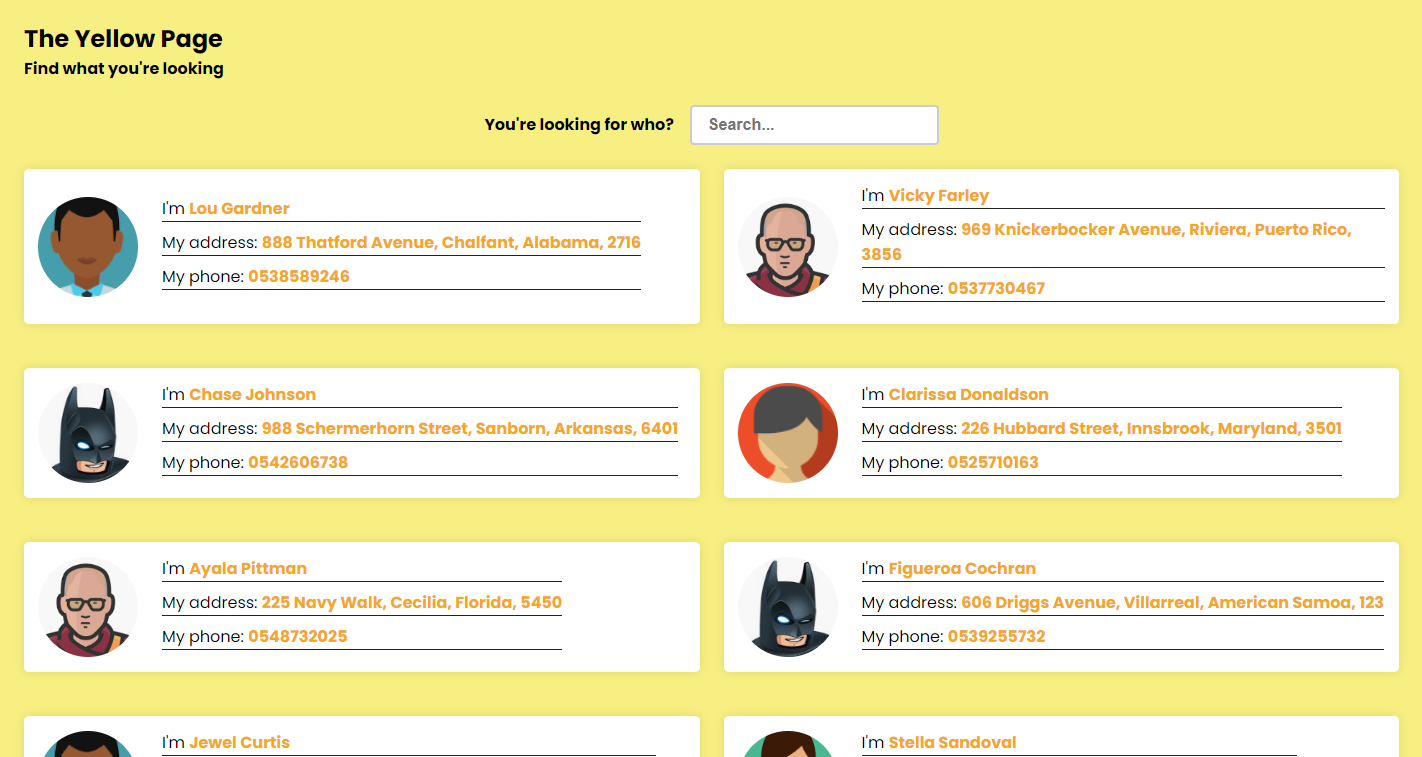 The Yellow Page
Find what you're looking
You're looking for who? Search...
I'm Lou Gardner
My address: 888 Thatford Avenue, Chalfant, Alabama, 2716
My phone: 0538589246
I'm Vicky Farley
My address: 969 Knickerbocker Avenue, Riviera, Puerto Rico,
3856
My phone: 0537730467
I'm Chase Johnson
My address: 988 Schermerhorn Street, Sanborn, Arkansas, 6401
My phone: 0542606738
I'm Clarissa Donaldson
My address: 226 Hubbard Street, Innsbrook, Maryland, 3501
My phone: 0525710163
I'm Ayala Pittman
My address: 225 Navy Walk, Cecilia, Florida, 5450
My phone: 0548732025
I'm Figueroa Cochran
My address: 606 Driggs Avenue, Villarreal, American Samoa, 123
My phone: 0539255732
I'm Jewel Curtis
I'm Stella Sandoval